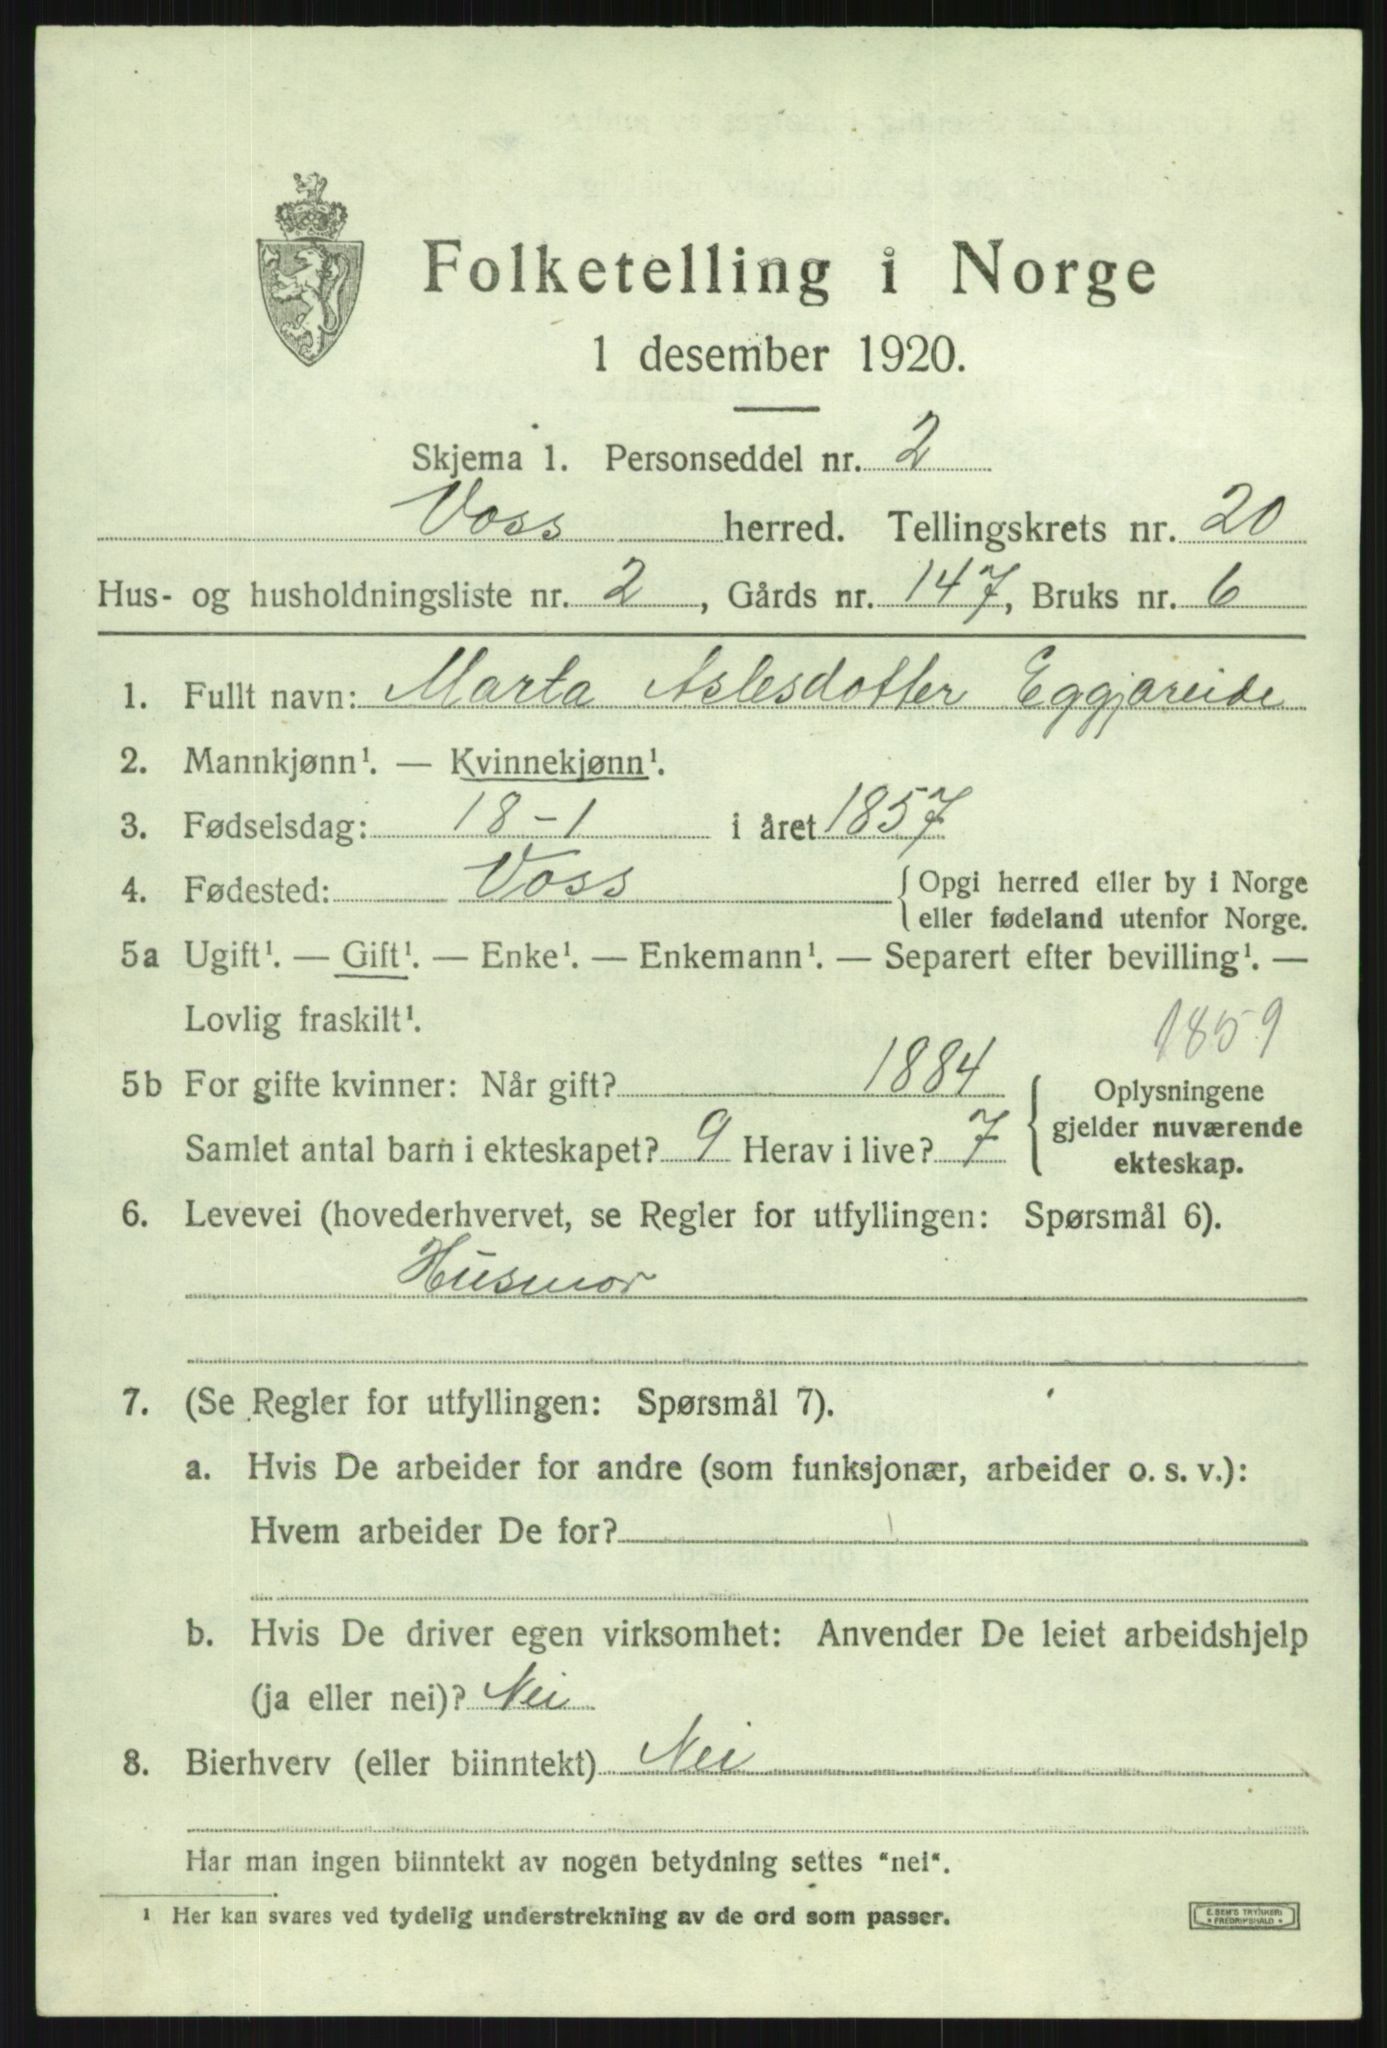 Folketelling i Norge
1 desember 1920.
Skjema 1. Personseddel nr. 2
Voss herred. Tellingskrets nr. 20
Hus- og husholdningsliste nr. 2, Gårds nr. 147, Bruks nr. 6
1. Fullt navn: Marta Aslesdotter Eggjareide
2. Mannkjønn¹. — Kvinnekjønn¹.
3. Fødselsdag: 18-1 i året 1857
4. Fødested: Voss { Opgi herred eller by i Norge
eller fødeland utenfor Norge.
5a Ugift¹. — Gift¹. — Enke¹. — Enkemann¹. — Separert efter bevilling¹. —
Lovlig fraskilt¹.
1859
5b For gifte kvinner: Når gift? 1884
Samlet antal barn i ekteskapet? 9 Herav i live? 7
Oplysningene
gjelder nuværende
ekteskap.
6. Levevei (hovederhvervet, se Regler for utfyllingen: Spørsmål 6).
Husmor
7. (Se Regler for utfyllingen: Spørsmål 7).
a. Hvis De arbeider for andre (som funksjonær, arbeider o. s. v.):
Hvem arbeider De for?
b. Hvis De driver egen virksomhet: Anvender De leiet arbeidshjelp
(ja eller nei)? Nei
8. Bierhverv (eller biinntekt) Nei
Har man ingen biinntekt av nogen betydning settes "nei".
¹ Her kan svares ved tydelig understrekning av de ord som passer.
E. SEM'S TRYKKERI
• FREDRIKSHALD •